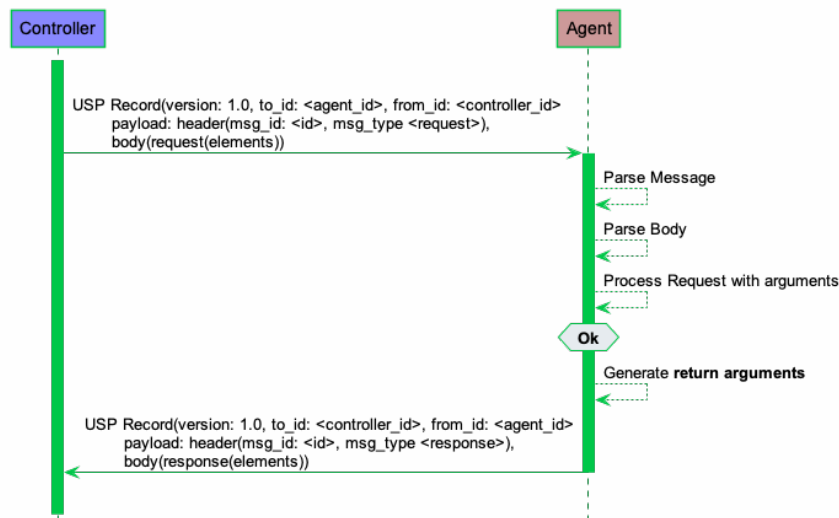 Controller
Agent
USP Record(version: 1.0, to_id: <agent_id>, from_id: <controller_id>
payload: header(msg_id: <id>, msg_type <request>),
body(request(elements))
Parse Message
Parse Body
Process Request with arguments
Ok
Generate return arguments
USP Record(version: 1.0, to_id: <controller_id>, from_id: <agent_id>
payload: header(msg_id: <id>, msg_type <response>),
body(response(elements))